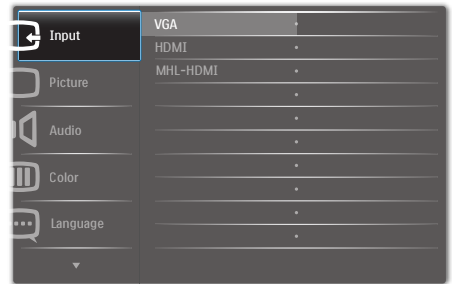 Input
Picture
Audio
Color
Language
VGA
HDMI
MHL-HDMI